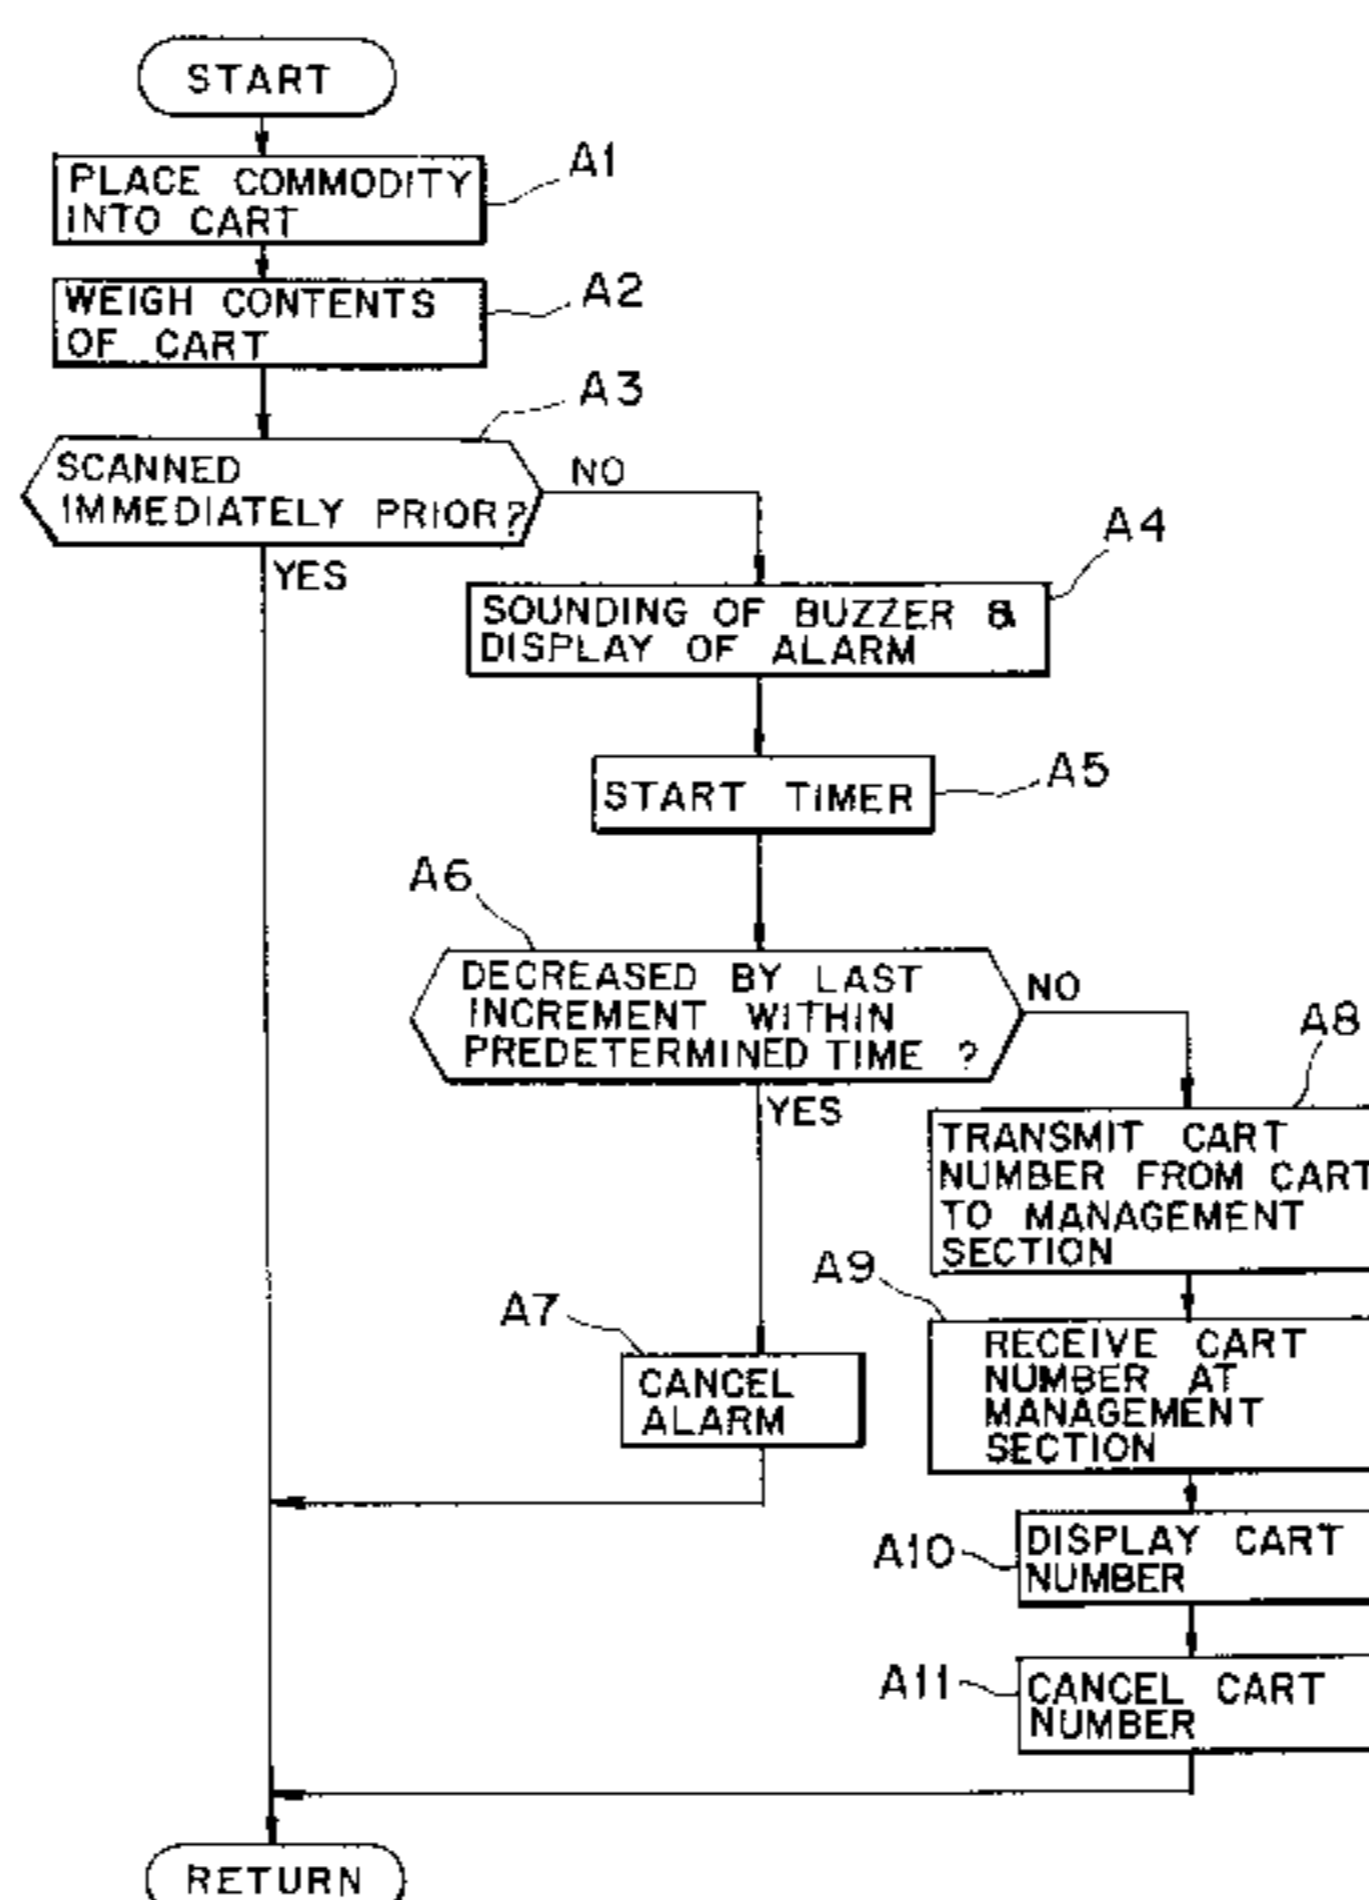 START
PLACE COMMODITY
INTO CART
A1
WEIGH CONTENTS
OF CART
A2
A3
SCANNED
IMMEDIATELY PRIOR?
NO
YES
A4
SOUNDING OF BUZZER &
DISPLAY OF ALARM
START TIMER
A5
A6
DECREASED BY LAST
INCREMENT WITHIN
PREDETERMINED TIME ?
NO
YES
A8
TRANSMIT CART
NUMBER FROM CART
TO MANAGEMENT
SECTION
A9
RECEIVE CART
NUMBER AT
MANAGEMENT
SECTION
A7
CANCEL
ALARM
A10
DISPLAY CART
NUMBER
A11
CANCEL CART
NUMBER
RETURN